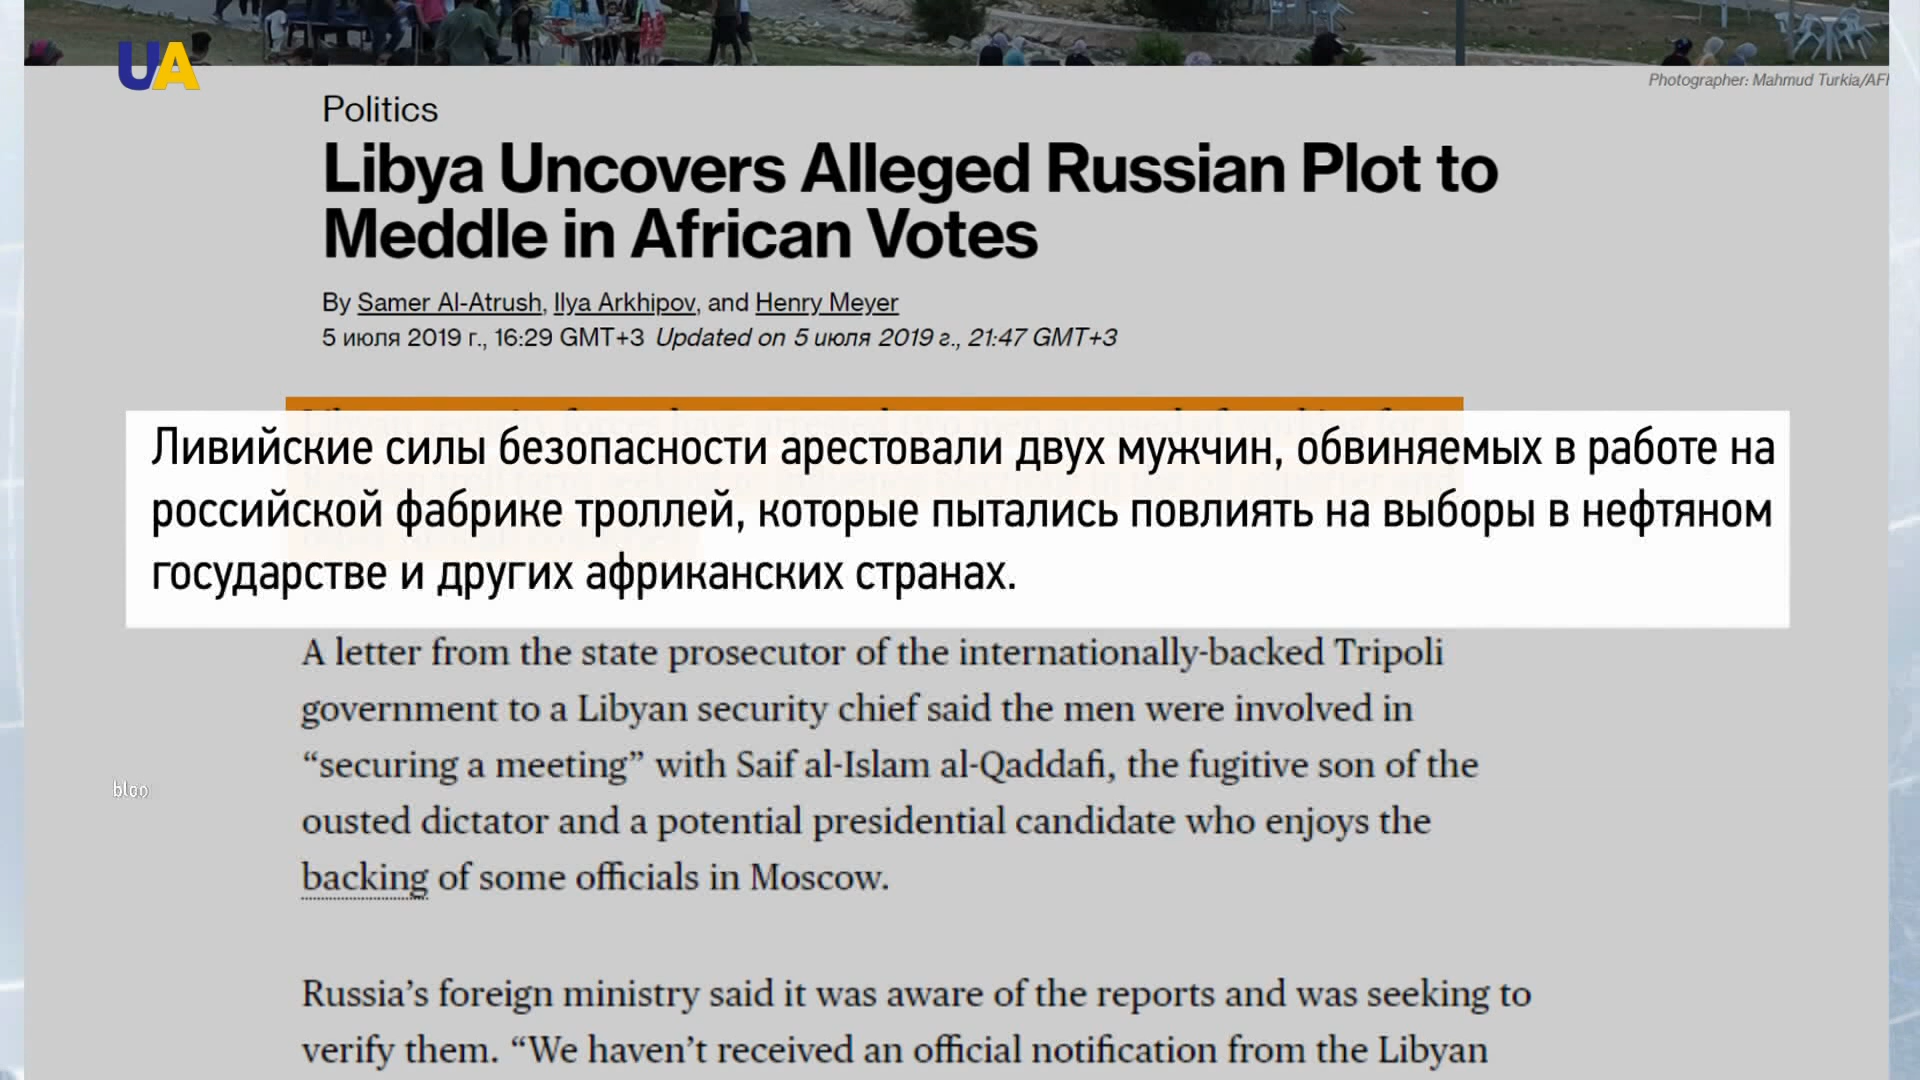 UA
Photographer: Mahmud Turkia/AF
Politics
Libya Uncovers Alleged Russian Plot to
Meddle in African Votes
By Samer Al-Atrush, Ilya Arkhipov, and Henry Meyer
5 июля 2019 г., 16:29 GMT+3 Updated on 5 июля 2019 г., 21:47 GMT+3
Ливийские силы безопасности арестовали двух мужчин, обвиняемых в работе на
российской фабрике троллей, которые пытались повлиять на выборы в нефтяном
государстве и других африканских странах.
A letter from the state prosecutor of the internationally-backed Tripoli
government to a Libyan security chief said the men were involved in
“securing a meeting” with Saif al-Islam al-Qaddafi, the fugitive son of the
bloo
ousted dictator and a potential presidential candidate who enjoys the
backing of some officials in Moscow.
Russia’s foreign ministry said it was aware of the reports and was seeking to
verify them. “We haven’t received an official notification from the Libyan